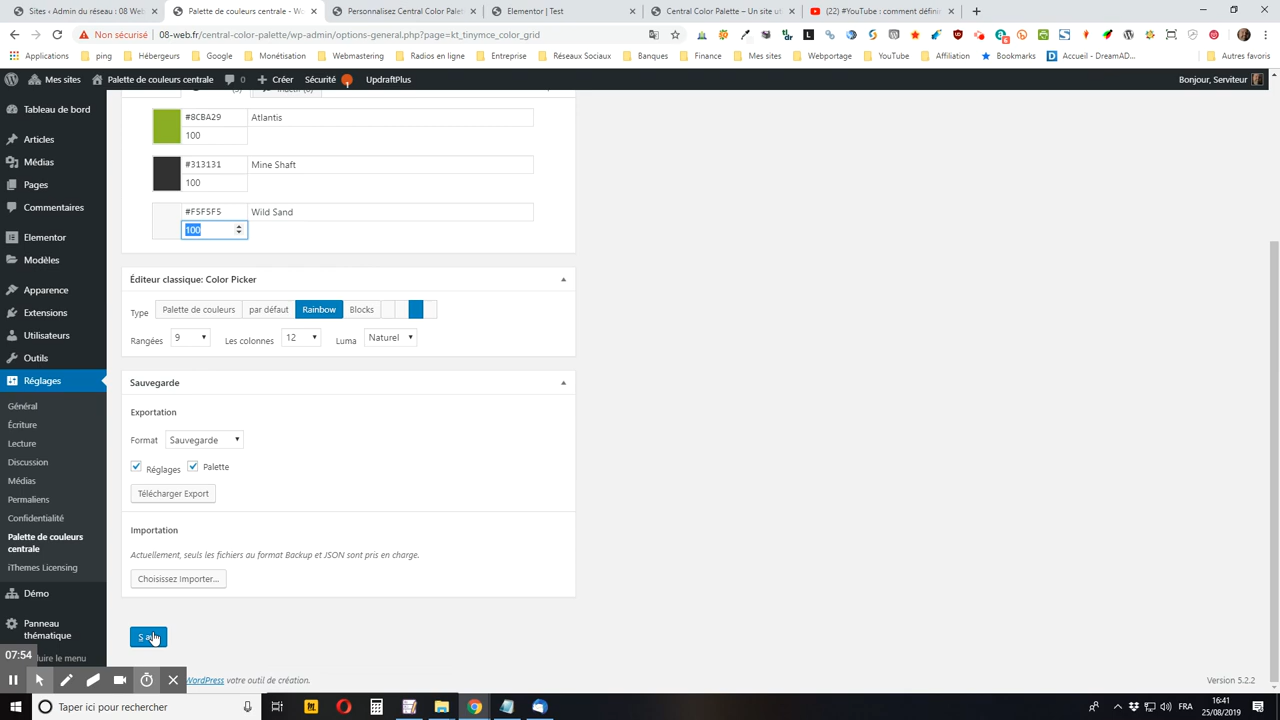 Sites ‹ Admin du réseau : 08 Web
Palette de couleurs centrale - W
Personnalisez Central Color Palet
Elementor | Test
Central Color Palette – Un site ut
(22) #YouTube : comment défini
Non sécurisé
08-web.fr/central-color-palette/wp-admin/options-general.php?page=kt_tinymce_color_grid
Applications
ping
Hébergeurs
Google
Monétisation
Webmastering
Radios en ligne
Entreprise
Réseaux Sociaux
Banques
Finance
Mes sites
Webportage
YouTube
Affiliation
Bookmarks
Accueil - DreamAD...
Autres favoris
Mes sites
Palette de couleurs centrale
0
Créer
Sécurité
UpdraftPlus
Bonjour, Serviteur
Tableau de bord
Articles
Médias
Pages
Commentaires
Elementor
Modèles
Apparence
Extensions
Utilisateurs
Outils
Réglages
Général
Écriture
Lecture
Discussion
Médias
Permaliens
Confidentialité
Palette de couleurs
centrale
iThemes Licensing
Démo
Panneau
thématique
duire le menu
#8CBA29
Atlantis
100
#313131
Mine Shaft
100
#F5F5F5
Wild Sand
100
Éditeur classique: Color Picker
Type
Palette de couleurs
par défaut
Rainbow
Blocks
Rangées
9
Les colonnes
12
Luma
Naturel
Sauvegarde
Exportation
Format
Sauvegarde
Réglages
Palette
Télécharger Export
Importation
Actuellement, seuls les fichiers au format Backup et JSON sont pris en charge.
Choisissez Importer...
07:54
WordPress votre outil de création.
Version 5.2.2
Taper ici pour rechercher
16:41
25/08/2019